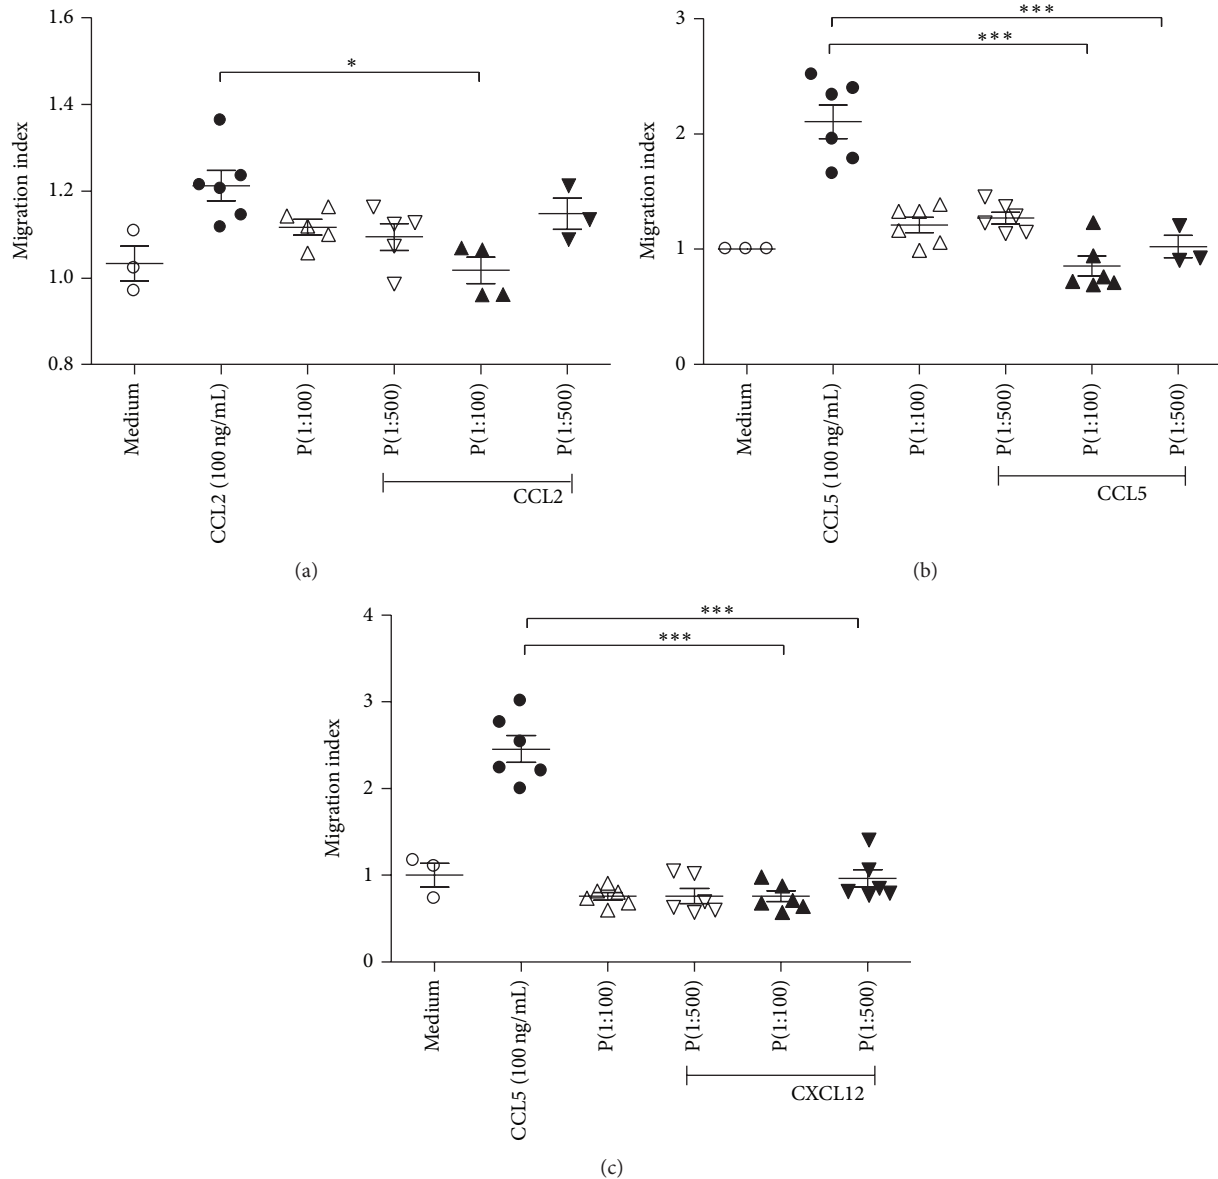 1.6
1.4
1.2
1.0
0.8
Migration index
*
Medium
CCL2 (100 ng/mL)
P(1:100)
P(1:500)
P(1:100)
P(1:500)
CCL2
(a)
3
2
1
0
Migration index
***
***
Medium
CCL5 (100 ng/mL)
P(1:100)
P(1:500)
P(1:100)
P(1:500)
CCL5
(b)
4
3
2
1
0
Migration index
***
***
Medium
CCL5 (100 ng/mL)
P(1:100)
P(1:500)
P(1:100)
P(1:500)
CXCL12
(c)